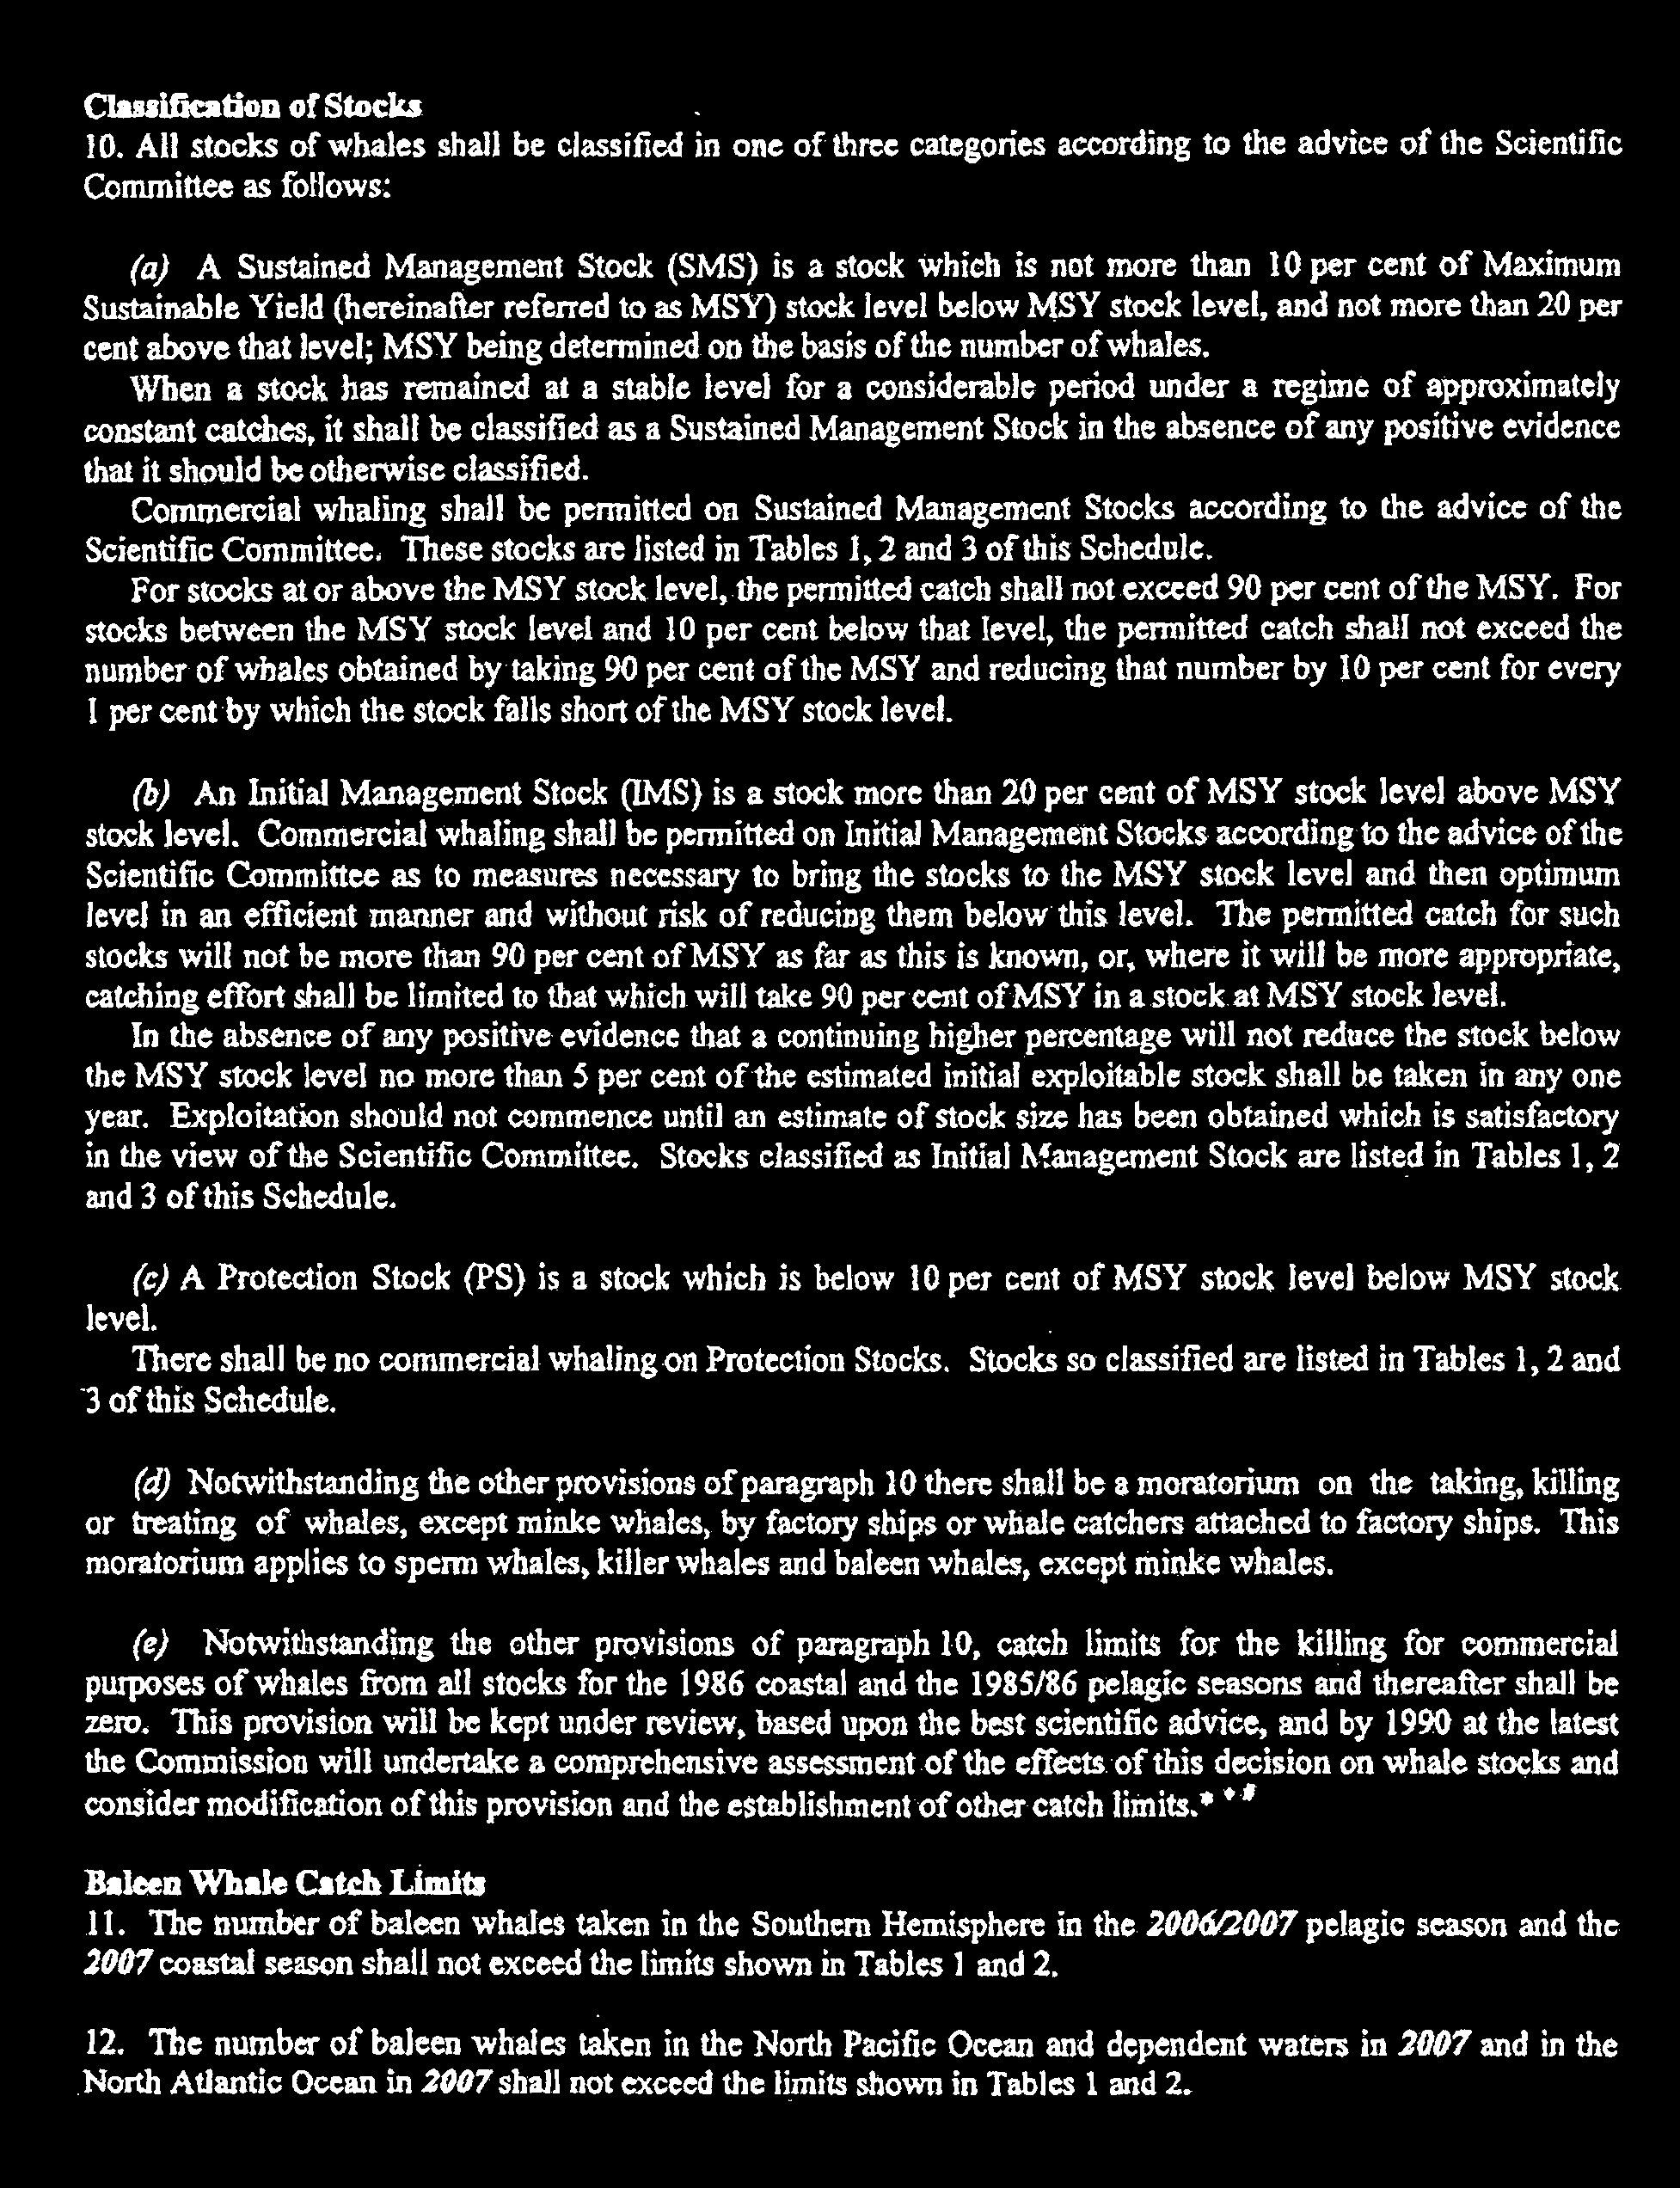 Classification of Stocks
10. All stocks of whales shall be classified in one of three categories according to the advice of the Scientific
Committee as follows:
(a) A Sustained Management Stock (SMS) is a stock which is not more than 10 per cent of Maximum
Sustainable Yield (hereinafter referred to as MSY) stock level below MSY stock level, and not more than 20 per
cent above that level; MSY being determined on the basis of the number of whales.
When a stock has remained at a stable level for a considerable period under a regime of approximately
constant catches, it shall be classified as a Sustained Management Stock in the absence of any positive evidence
that it should be otherwise classified.
Commercial whaling shall be permitted on Sustained Management Stocks according to the advice of the
Scientific Committee. These stocks are listed in Tables 1, 2 and 3 of this Schedule.
For stocks at or above the MSY stock level, the permitted catch shall not exceed 90 per cent of the MSY. For
stocks between the MSY stock level and 10 per cent below that level, the permitted catch shall not exceed the
number of whales obtained by taking 90 per cent of the MSY and reducing that number by 10 per cent for every
1 per cent by which the stock falls short of the MSY stock level.
(b) An Initial Management Stock (IMS) is a stock more than 20 per cent of MSY stock level above MSY
stock level. Commercial whaling shall be permitted on Initial Management Stocks according to the advice of the
Scientific Committee as to measures necessary to bring the stocks to the MSY stock level and then optimum
level in an efficient manner and without risk of reducing them below this level. The permitted catch for such
stocks will not be more than 90 per cent of MSY as far as this is known, or, where it will be more appropriate,
catching effort shall be limited to that which will take 90 per cent of MSY in a stock at MSY stock level.
In the absence of any positive evidence that a continuing higher percentage will not reduce the stock below
the MSY stock level no more than 5 per cent of the estimated initial exploitable stock shall be taken in any one
year. Exploitation should not commence until an estimate of stock size has been obtained which is satisfactory
in the view of the Scientific Committee. Stocks classified as Initial Management Stock are listed in Tables 1, 2
and 3 of this Schedule.
(c) A Protection Stock (PS) is a stock which is below 10 per cent of MSY stock level below MSY stock
level.
There shall be no commercial whaling on Protection Stocks. Stocks so classified are listed in Tables 1, 2 and
3 of this Schedule.
(d) Notwithstanding the other provisions of paragraph 10 there shall be a moratorium on the taking, killing
or treating of whales, except minke whales, by factory ships or whale catchers attached to factory ships. This
moratorium applies to sperm whales, killer whales and baleen whales, except minke whales.
(e) Notwithstanding the other provisions of paragraph 10, catch limits for the killing for commercial
purposes of whales from all stocks for the 1986 coastal and the 1985/86 pelagic seasons and thereafter shall be
zero. This provision will be kept under review, based upon the best scientific advice, and by 1990 at the latest
the Commission will undertake a comprehensive assessment of the effects of this decision on whale stocks and
consider modification of this provision and the establishment of other catch limits.* * #
Baleen Whale Catch Limits
11. The number of baleen whales taken in the Southern Hemisphere in the 2006/2007 pelagic season and the
2007 coastal season shall not exceed the limits shown in Tables 1 and 2.
12. The number of baleen whales taken in the North Pacific Ocean and dependent waters in 2007 and in the
North Atlantic Ocean in 2007 shall not exceed the limits shown in Tables 1 and 2.